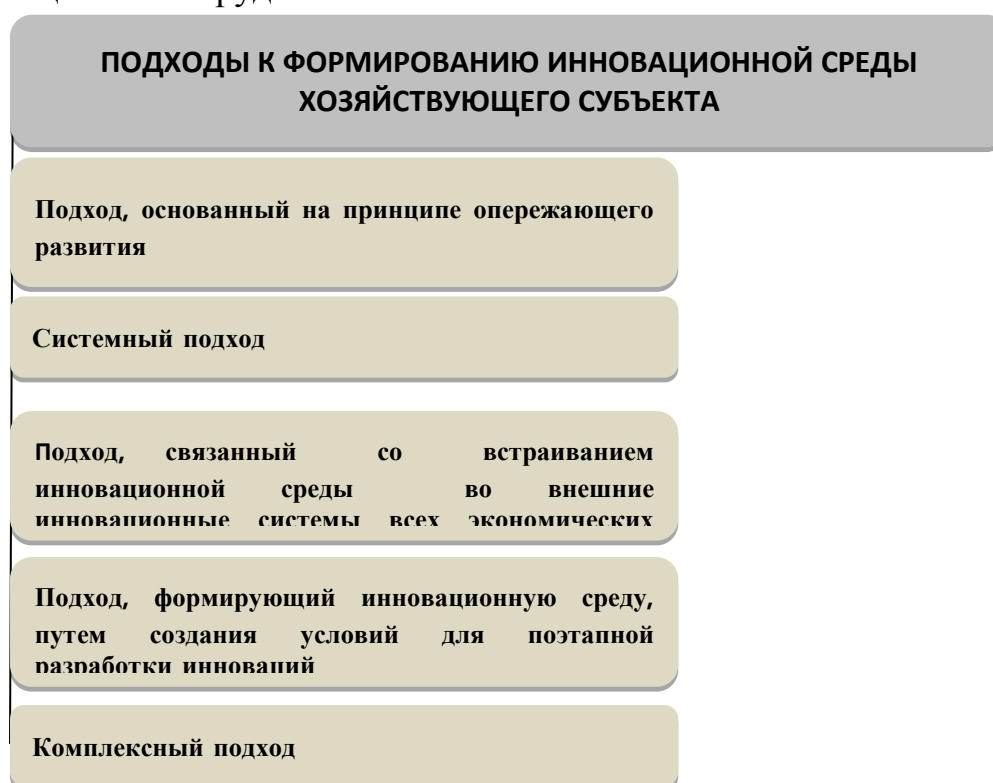 ПОДХОДЫ К ФОРМИРОВАНИЮ ИННОВАЦИОННОЙ СРЕДЫ
ХОЗЯЙСТВУЮЩЕГО СУБЪЕКТА
Подход, основанный на принципе опережающего
развития
Системный подход
Подход, связанный со встраиванием
инновационной среды во внешние
инновационные системы всех экономических
Подход, формирующий инновационную среду,
путем создания условий для поэтапной
разработки инноваций
Комплексный подход